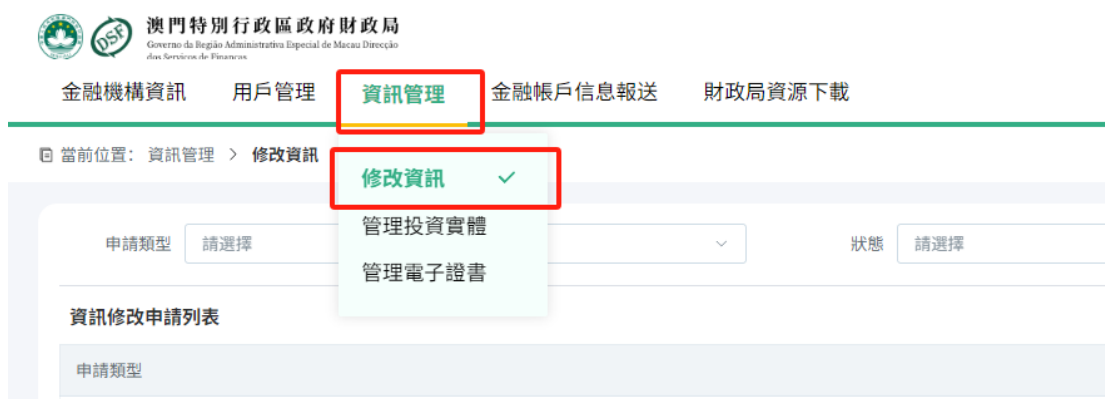 澳門特別行政區政府財政局
Governo da Região Administrativa Especial de Macau Direcção
dos Serviços de Finanças
DSF
金融機構資訊 用戶管理 資訊管理 金融帳戶信息報送 財政局資源下載
當前位置： 資訊管理 > 修改資訊
修改資訊
管理投資實體
管理電子證書
申請類型 請選擇 狀態 請選擇
資訊修改申請列表
申請類型